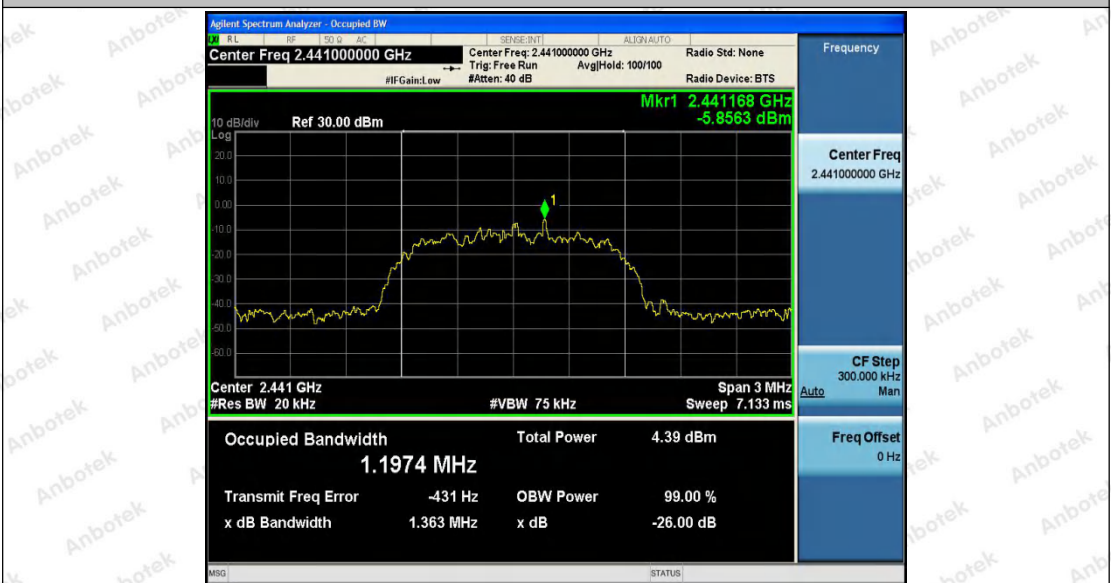 Agilent Spectrum Analyzer - Occupied BW
RL RF 50 Ω AC SENSE:INT ALIGN AUTO
Center Freq 2.441000000 GHz
Center Freq: 2.441000000 GHz Radio Std: None
Trig: Free Run Avg|Hold: 100/100
#IFGain:Low #Atten: 40 dB Radio Device: BTS
Mkr1 2.441168 GHz
-5.8563 dBm
10 dB/div Ref 30.00 dBm
Log
20.0
10.0
0.00
-10.0
-20.0
-30.0
-40.0
-50.0
-60.0
1
Center 2.441 GHz Span 3 MHz
#Res BW 20 kHz #VBW 75 kHz Sweep 7.133 ms
Occupied Bandwidth Total Power 4.39 dBm
1.1974 MHz
Transmit Freq Error -431 Hz OBW Power 99.00 %
x dB Bandwidth 1.363 MHz x dB -26.00 dB
MSG STATUS
Frequency
Center Freq
2.441000000 GHz
CF Step
300.000 kHz
Auto Man
Freq Offset
0 Hz
Anbotek